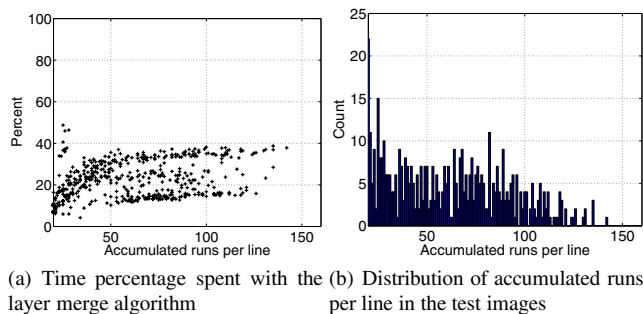 100
80
60
40
20
0
Percent
50 100 150
Accumulated runs per line
25
20
15
10
5
0
Count
50 100 150
Accumulated runs per line
(a) Time percentage spent with the
layer merge algorithm
(b) Distribution of accumulated runs
per line in the test images